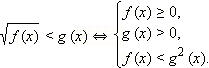 √f (x) < g (x) ⇔ { f (x) ≥ 0,
g (x) > 0,
f (x) < g² (x).